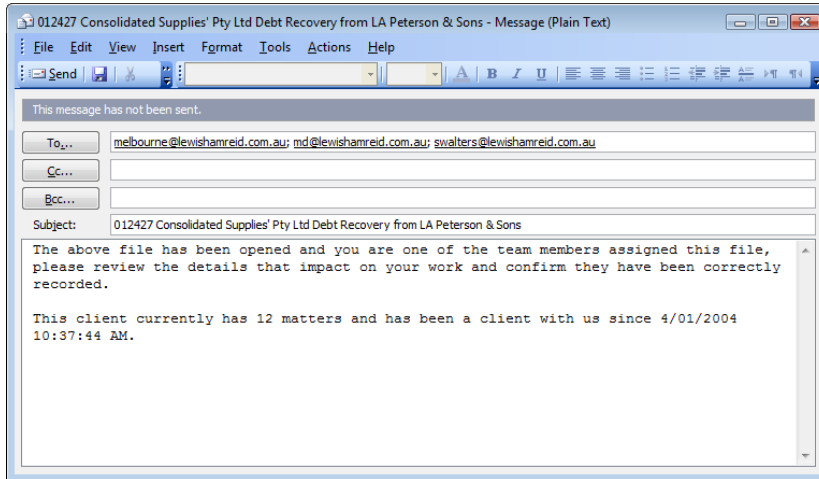 012427 Consolidated Supplies' Pty Ltd Debt Recovery from LA Peterson & Sons - Message (Plain Text)
File Edit View Insert Format Tools Actions Help
Send A B I U
This message has not been sent.
To... melbourne@lewishamreid.com.au; md@lewishamreid.com.au; swalters@lewishamreid.com.au
Cc...
Bcc...
Subject: 012427 Consolidated Supplies' Pty Ltd Debt Recovery from LA Peterson & Sons
The above file has been opened and you are one of the team members assigned this file,
please review the details that impact on your work and confirm they have been correctly
recorded.
This client currently has 12 matters and has been a client with us since 4/01/2004
10:37:44 AM.